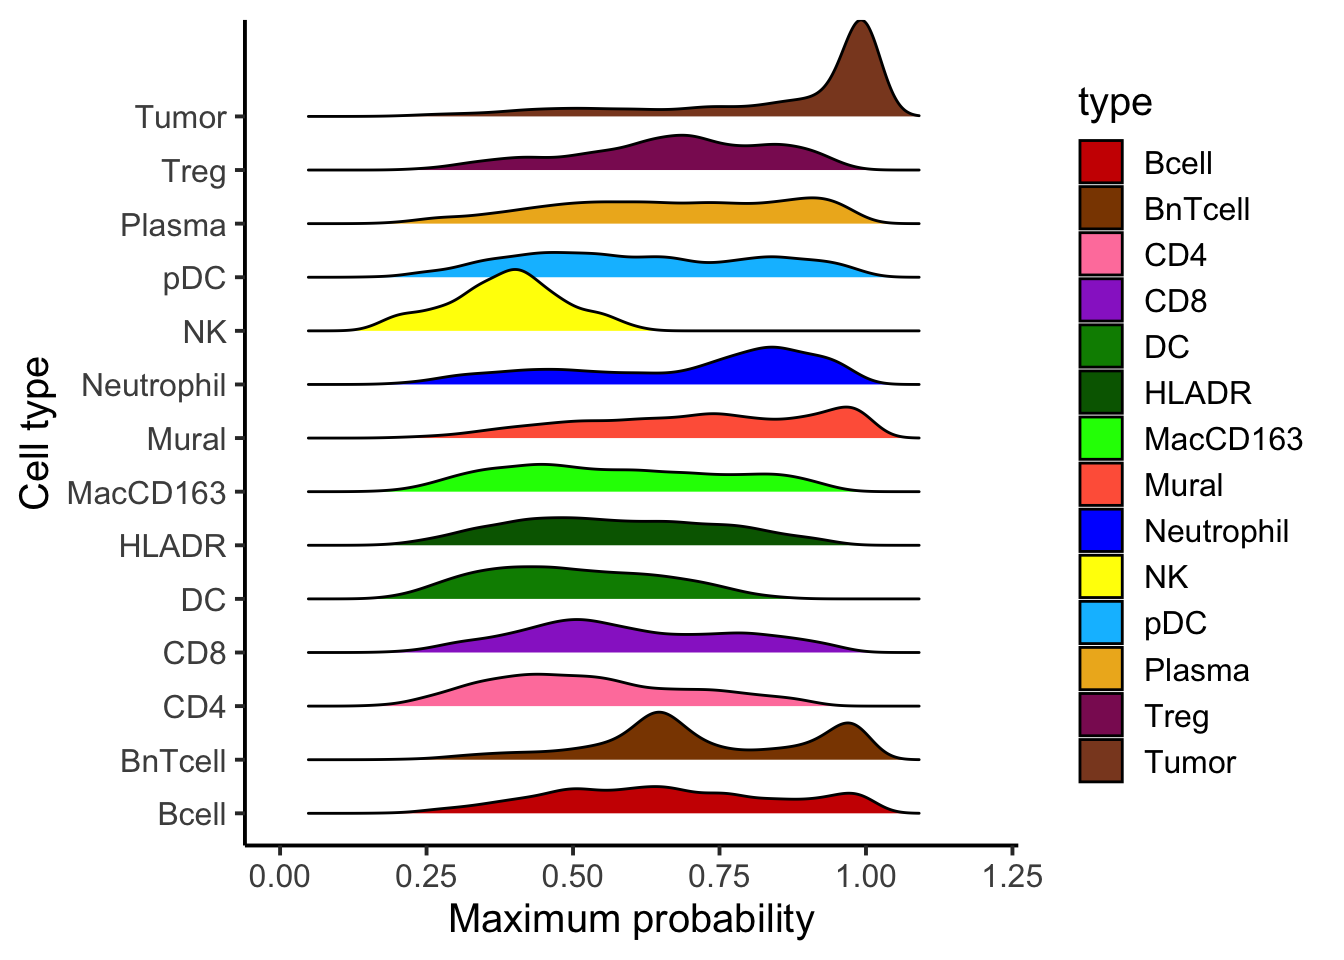 Cell type
Tumor
Treg
Plasma
pDC
NK
Neutrophil
Mural
MacCD163
HLADR
DC
CD8
CD4
BnTcell
Bcell
0.00 0.25 0.50 0.75 1.00 1.25
Maximum probability
type
Bcell
BnTcell
CD4
CD8
DC
HLADR
MacCD163
Mural
Neutrophil
NK
pDC
Plasma
Treg
Tumor